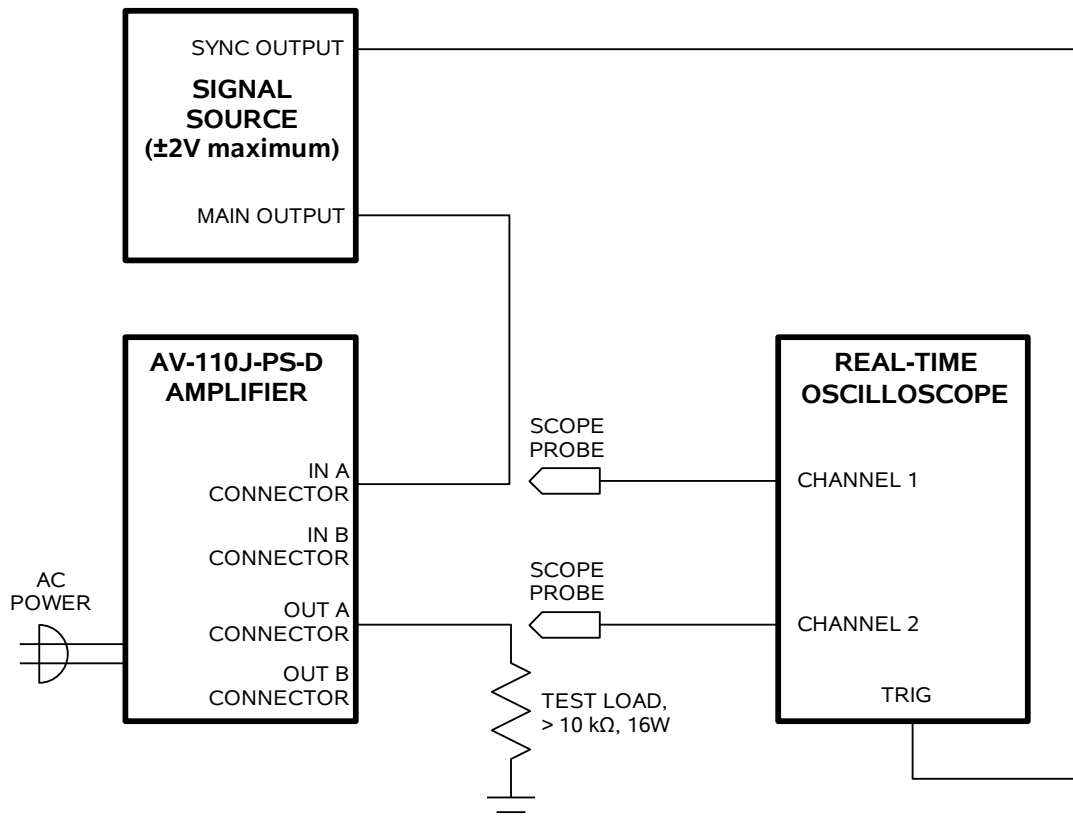 SYNC OUTPUT
SIGNAL
SOURCE
(±2V maximum)
MAIN OUTPUT
AV-110J-PS-D
AMPLIFIER
IN A
CONNECTOR
IN B
CONNECTOR
OUT A
CONNECTOR
OUT B
CONNECTOR
AC
POWER
SCOPE
PROBE
SCOPE
PROBE
TEST LOAD,
> 10 kΩ, 16W
REAL-TIME
OSCILLOSCOPE
CHANNEL 1
CHANNEL 2
TRIG